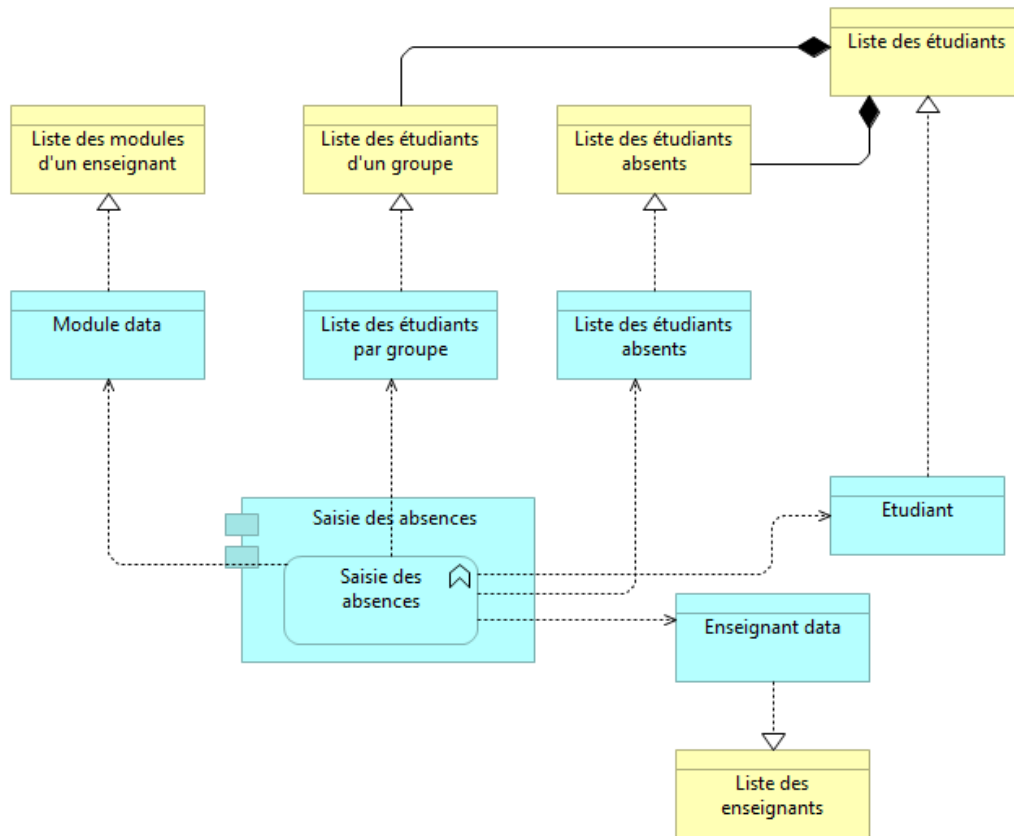 Liste des étudiants
Liste des modules
d'un enseignant
Liste des étudiants
d'un groupe
Liste des étudiants
absents
Module data
Liste des étudiants
par groupe
Liste des étudiants
absents
Saisie des absences
Saisie des
absences
Etudiant
Enseignant data
Liste des
enseignants